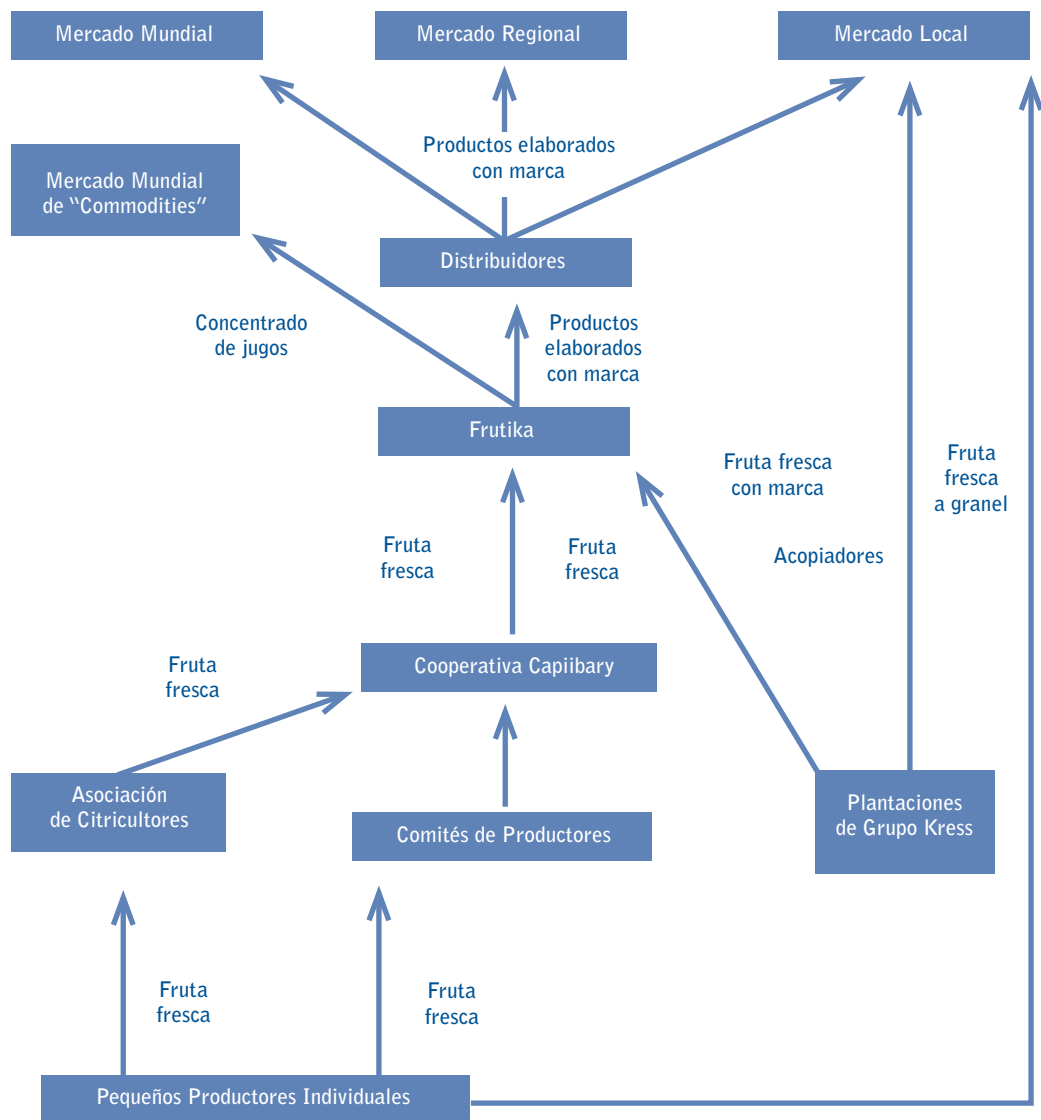 Mercado Mundial
Mercado Regional
Mercado Local
Productos elaborados
con marca
Mercado Mundial
de “Commodities”
Distribuidores
Concentrado
de jugos
Productos
elaborados
con marca
Frutika
Fruta fresca
con marca
Fruta
fresca
a granel
Fruta
fresca
Fruta
fresca
Acopiadores
Cooperativa Capiibary
Fruta
fresca
Asociación
de Citricultores
Comités de Productores
Plantaciones
de Grupo Kress
Fruta
fresca
Fruta
fresca
Pequeños Productores Individuales